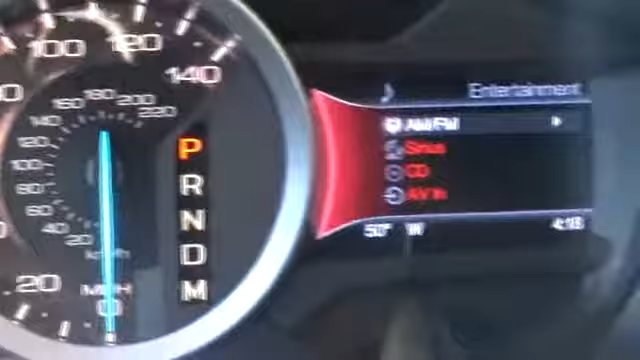 100 120
140
160 180 200
140 220
120
100
80
60
40
20
km/h
20
MPH
0
P
R
N
D
M
Entertainment
AM/FM
Sirius
CD
AV In
50° W 4:18